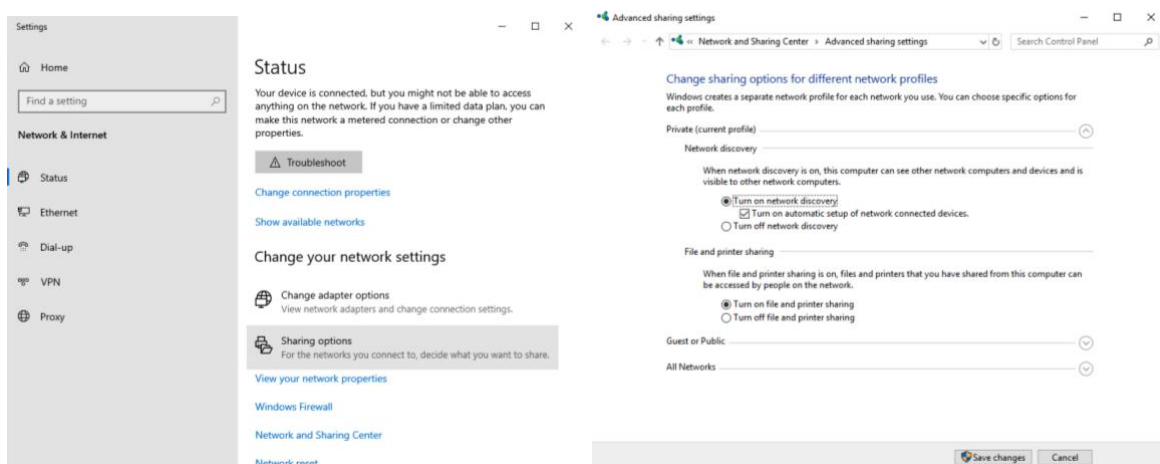 Settings
Home
Find a setting
Network & Internet
Status
Ethernet
Dial-up
VPN
Proxy
Status
Your device is connected, but you might not be able to access
anything on the network. If you have a limited data plan, you can
make this network a metered connection or change other
properties.
Troubleshoot
Change connection properties
Show available networks
Change your network settings
Change adapter options
View network adapters and change connection settings.
Sharing options
For the networks you connect to, decide what you want to share.
View your network properties
Windows Firewall
Network and Sharing Center
Network reset
Advanced sharing settings
« Network and Sharing Center › Advanced sharing settings
Search Control Panel
Change sharing options for different network profiles
Windows creates a separate network profile for each network you use. You can choose specific options for
each profile.
Private (current profile)
Network discovery
When network discovery is on, this computer can see other network computers and devices and is
visible to other network computers.
Turn on network discovery
Turn on automatic setup of network connected devices.
Turn off network discovery
File and printer sharing
When file and printer sharing is on, files and printers that you have shared from this computer can
be accessed by people on the network.
Turn on file and printer sharing
Turn off file and printer sharing
Guest or Public
All Networks
Save changes
Cancel